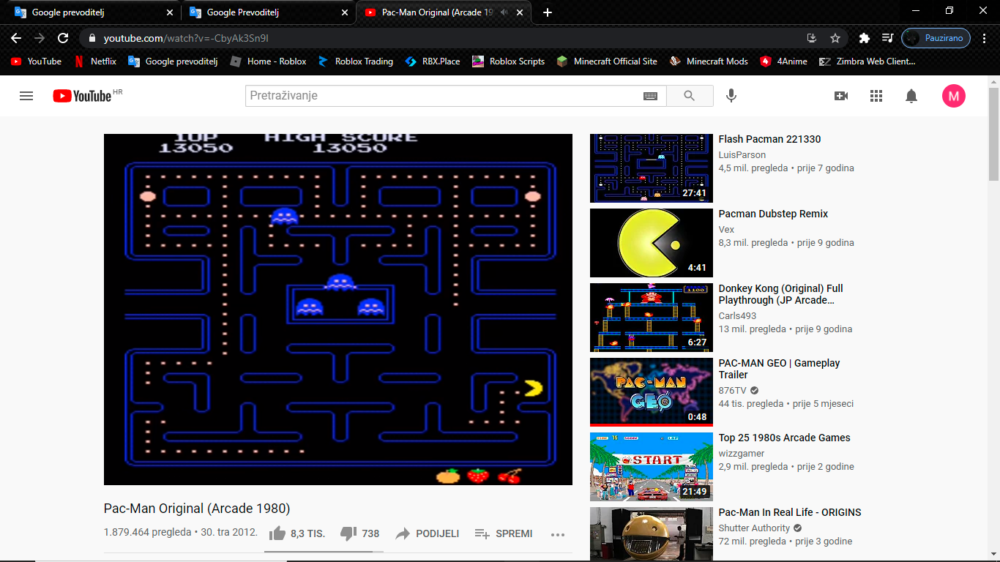 Google prevoditelj
Google Prevoditelj
Pac-Man Original (Arcade 19
youtube.com/watch?v=-CbyAk3Sn9I
Pauzirano
YouTube
Netflix
Google prevoditelj
Home - Roblox
Roblox Trading
RBX.Place
Roblox Scripts
Minecraft Official Site
Minecraft Mods
4Anime
Zimbra Web Client...
YouTube HR
Pretraživanje
M
1UP HIGH SCORE
13050 13050
Pac-Man Original (Arcade 1980)
1.879.464 pregleda • 30. tra 2012.
8,3 TIS.
738
PODIJELI
SPREMI
27:41
Flash Pacman 221330
LuisParson
4,5 mil. pregleda • prije 7 godina
4:41
Pacman Dubstep Remix
Vex
8,3 mil. pregleda • prije 9 godina
1100
6:27
Donkey Kong (Original) Full
Playthrough (JP Arcade...
Carls493
13 mil. pregleda • prije 9 godina
PAC-MAN
GEO
0:48
PAC-MAN GEO | Gameplay
Trailer
876TV
44 tis. pregleda • prije 5 mjeseci
START
21:49
Top 25 1980s Arcade Games
wizzgamer
2,9 mil. pregleda • prije 2 godine
Pac-Man In Real Life - ORIGINS
Shutter Authority
72 mil. pregleda • prije 3 godine